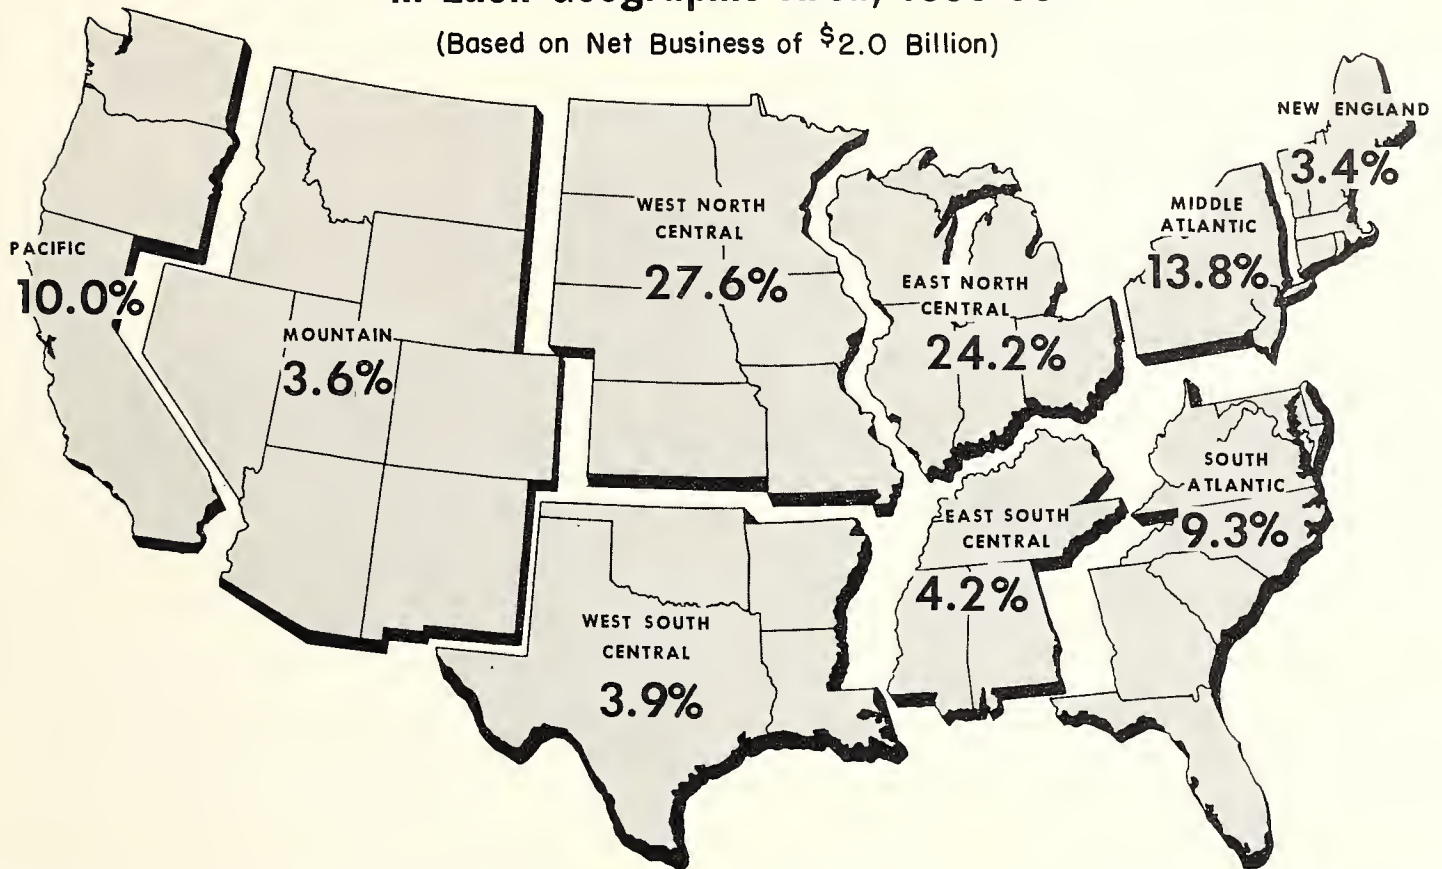 (Based on Net Business of $2.0 Billion)
NEW ENGLAND
3.4%
MIDDLE
ATLANTIC
13.8%
WEST NORTH
CENTRAL
27.6%
PACIFIC
10.0%
EAST NORTH
CENTRAL
24.2%
MOUNTAIN
3.6%
SOUTH
ATLANTIC
9.3%
EAST SOUTH
CENTRAL
4.2%
WEST SOUTH
CENTRAL
3.9%